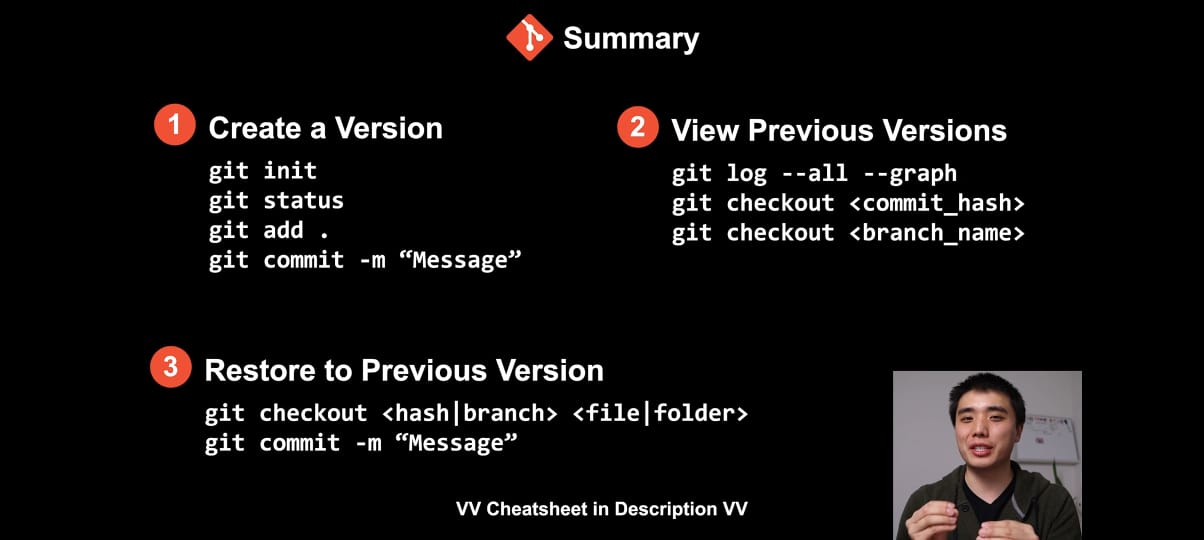 Summary
1 Create a Version
git init
git status
git add .
git commit -m “Message”
2 View Previous Versions
git log --all --graph
git checkout <commit_hash>
git checkout <branch_name>
3 Restore to Previous Version
git checkout <hash|branch> <file|folder>
git commit -m “Message”
VV Cheatsheet in Description VV